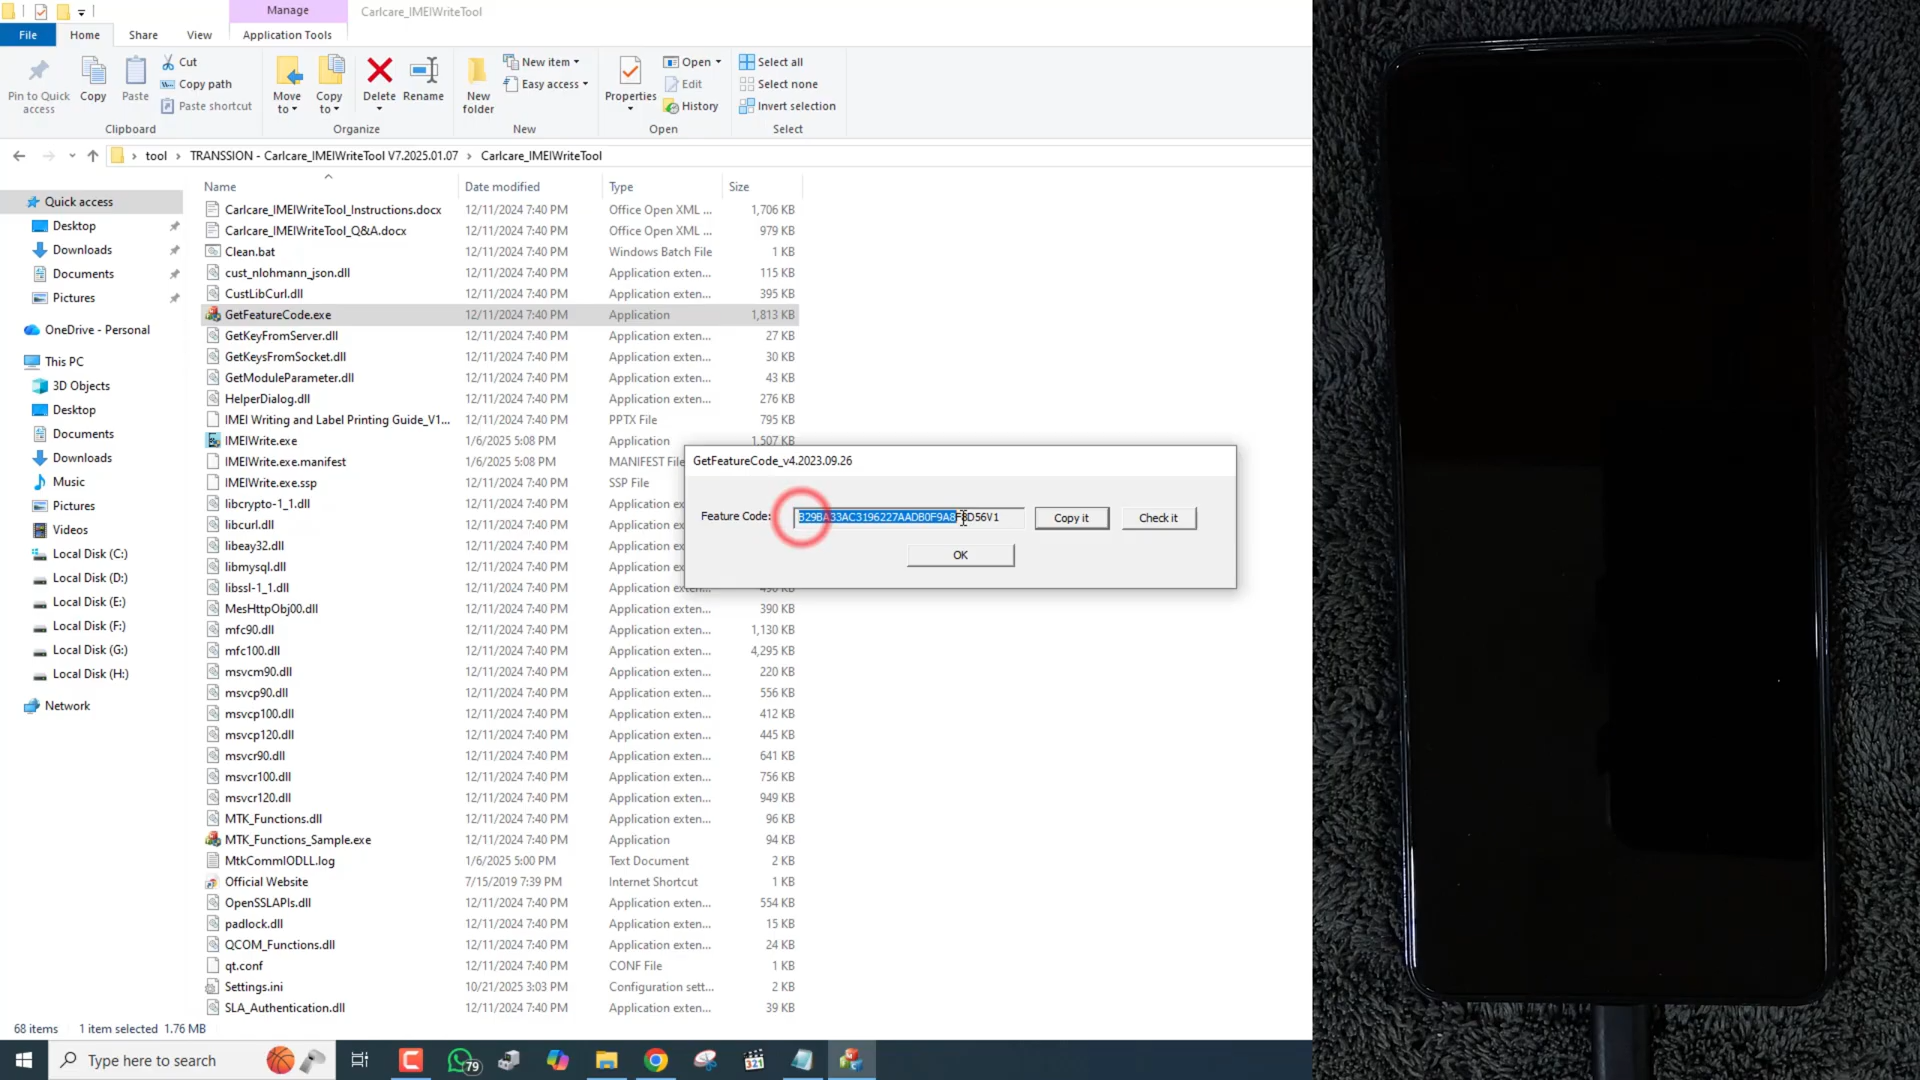 Manage
Carlcare_IMEIWriteTool
File
Home
Share
View
Application Tools
Pin to Quick access
Copy
Paste
Cut
Copy path
Paste shortcut
Clipboard
Move to
Copy to
Delete
Rename
Organize
New folder
New item
Easy access
New
Properties
Open
Edit
History
Open
Select all
Select none
Invert selection
Select
tool
TRANSSION - Carlcare_IMEIWriteTool V7.2025.01.07
Carlcare_IMEIWriteTool
Name Date modified Type Size
Quick access
Desktop
Downloads
Documents
Pictures
OneDrive - Personal
This PC
3D Objects
Desktop
Documents
Downloads
Music
Pictures
Videos
Local Disk (C:)
Local Disk (D:)
Local Disk (E:)
Local Disk (F:)
Local Disk (G:)
Local Disk (H:)
Network
Carlcare_IMEIWriteTool_Instructions.docx 12/11/2024 7:40 PM Office Open XML ... 1,706 KB
Carlcare_IMEIWriteTool_Q&A.docx 12/11/2024 7:40 PM Office Open XML ... 979 KB
Clean.bat 12/11/2024 7:40 PM Windows Batch File 1 KB
cust_nlohmann_json.dll 12/11/2024 7:40 PM Application exten... 115 KB
CustLibCurl.dll 12/11/2024 7:40 PM Application exten... 395 KB
GetFeatureCode.exe 12/11/2024 7:40 PM Application 1,813 KB
GetKeyFromServer.dll 12/11/2024 7:40 PM Application exten... 27 KB
GetKeysFromSocket.dll 12/11/2024 7:40 PM Application exten... 30 KB
GetModuleParameter.dll 12/11/2024 7:40 PM Application exten... 43 KB
HelperDialog.dll 12/11/2024 7:40 PM Application exten... 276 KB
IMEI Writing and Label Printing Guide_V1... 12/11/2024 7:40 PM PPTX File 795 KB
IMEIWrite.exe 1/6/2025 5:08 PM Application 1,507 KB
IMEIWrite.exe.manifest 1/6/2025 5:08 PM MANIFEST File
IMEIWrite.exe.ssp 1/6/2025 5:08 PM SSP File
libcrypto-1_1.dll 12/11/2024 7:40 PM Application ex
libcurl.dll 12/11/2024 7:40 PM Application ex
libeay32.dll 12/11/2024 7:40 PM Application ex
libmysql.dll 12/11/2024 7:40 PM Application ex
libssl-1_1.dll 12/11/2024 7:40 PM Application exten...
MesHttpObj00.dll 12/11/2024 7:40 PM Application exten... 390 KB
mfc90.dll 12/11/2024 7:40 PM Application exten... 1,130 KB
mfc100.dll 12/11/2024 7:40 PM Application exten... 4,295 KB
msvcm90.dll 12/11/2024 7:40 PM Application exten... 220 KB
msvcp90.dll 12/11/2024 7:40 PM Application exten... 556 KB
msvcp100.dll 12/11/2024 7:40 PM Application exten... 412 KB
msvcp120.dll 12/11/2024 7:40 PM Application exten... 445 KB
msvcr90.dll 12/11/2024 7:40 PM Application exten... 641 KB
msvcr100.dll 12/11/2024 7:40 PM Application exten... 756 KB
msvcr120.dll 12/11/2024 7:40 PM Application exten... 949 KB
MTK_Functions.dll 12/11/2024 7:40 PM Application exten... 96 KB
MTK_Functions_Sample.exe 12/11/2024 7:40 PM Application 94 KB
MtkCommIODLL.log 1/6/2025 5:00 PM Text Document 2 KB
Official Website 7/15/2019 7:39 PM Internet Shortcut 1 KB
OpenSSLAPIs.dll 12/11/2024 7:40 PM Application exten... 554 KB
padlock.dll 12/11/2024 7:40 PM Application exten... 15 KB
QCOM_Functions.dll 12/11/2024 7:40 PM Application exten... 24 KB
qt.conf 12/11/2024 7:40 PM CONF File 1 KB
Settings.ini 10/21/2025 3:03 PM Configuration sett... 2 KB
SLA_Authentication.dll 12/11/2024 7:40 PM Application exten... 39 KB
GetFeatureCode_v4.2023.09.26
Feature Code: B29BA33AC3196227AADB0F9A8F8D56V1 Copy it Check it
OK
68 items 1 item selected 1.76 MB
Type here to search
79
321